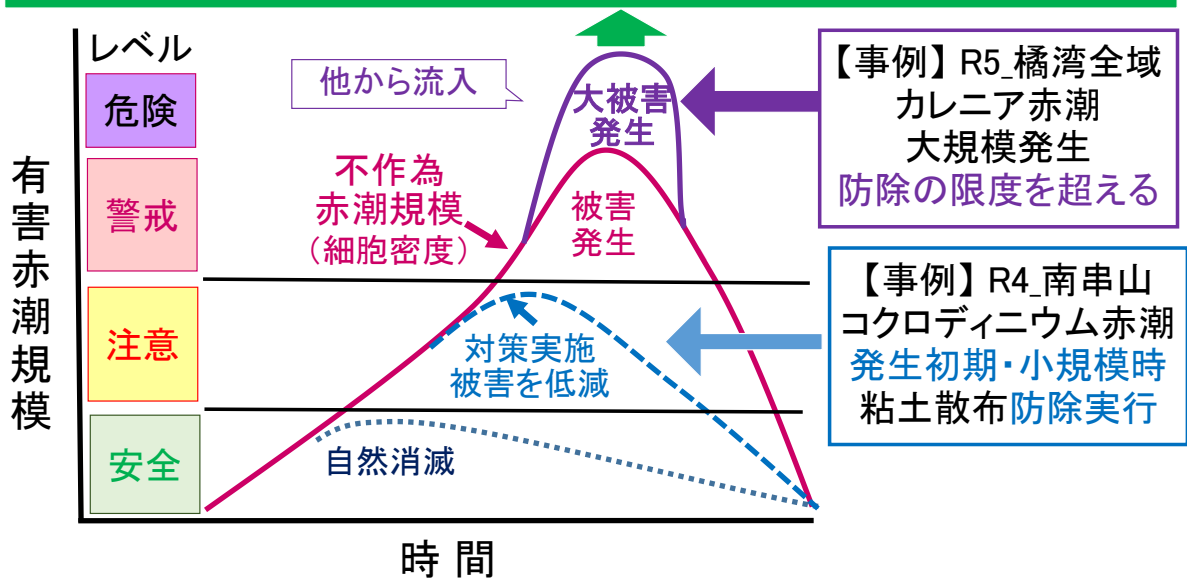 レベル
危険
警戒
注意
安全
有害赤潮規模
他から流入
大被害
発生
不作為
赤潮規模
（細胞密度）
被害
発生
対策実施
被害を低減
自然消滅
時間
【事例】R5_橘湾全域
カレニア赤潮
大規模発生
防除の限度を超える
【事例】R4_南串山
コクロディニウム赤潮
発生初期・小規模時
粘土散布防除実行